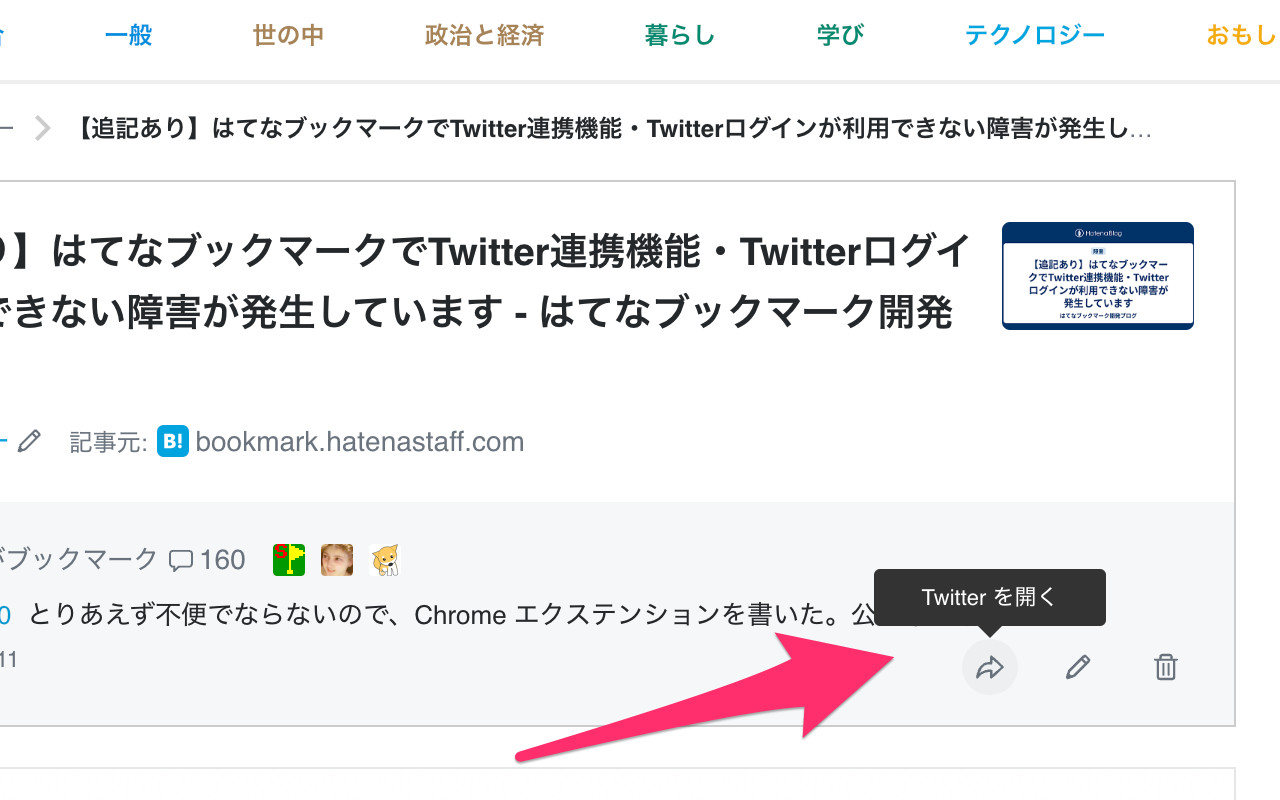 一般 世の中 政治と経済 暮らし 学び テクノロジー おもし
【追記あり】はてなブックマークでTwitter連携機能・Twitterログインが利用できない障害が発生し…
り】はてなブックマークでTwitter連携機能・Twitterログイ
できない障害が発生しています - はてなブックマーク開発
HatenaBlog
障害
【追記あり】はてなブックマー
クでTwitter連携機能・Twitter
ログインが利用できない障害が
発生しています
はてなブックマーク開発ブログ
ー 記事元: B! bookmark.hatenastaff.com
がブックマーク 160
S
Twitter を開く
0 とりあえず不便でならないので、Chrome エクステンションを書いた。公
11